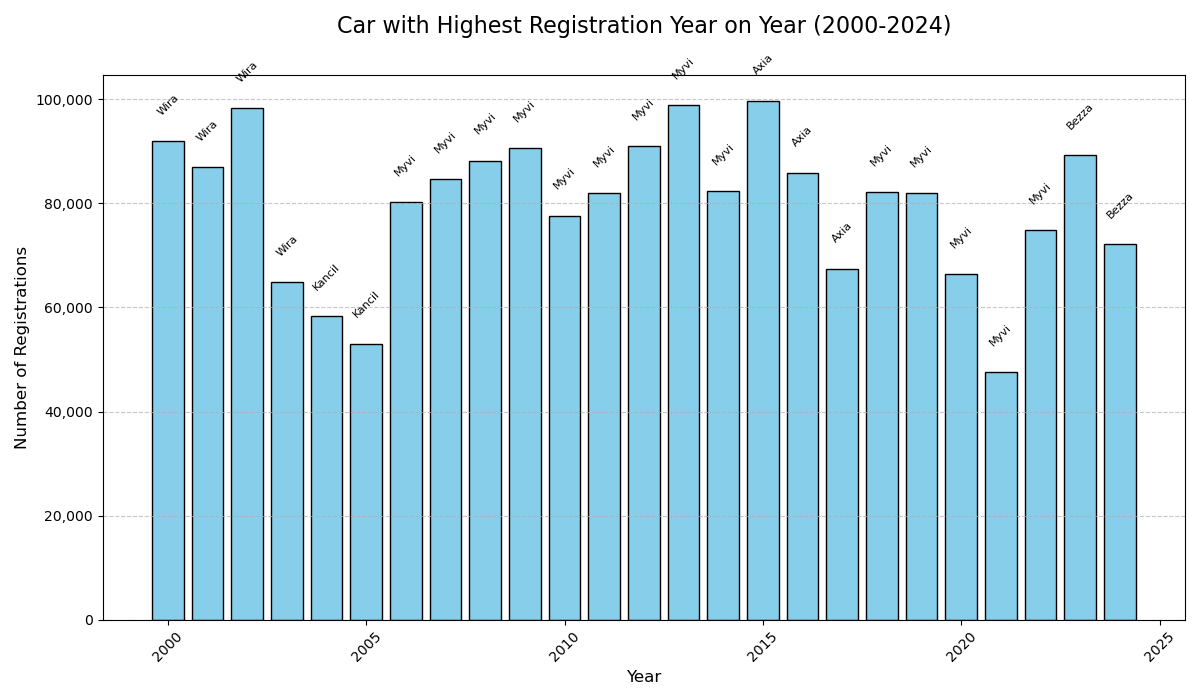 Car with Highest Registration Year on Year (2000-2024)
Number of Registrations
100,000
80,000
60,000
40,000
20,000
0
Wira
Wira
Wira
Wira
Kancil
Kancil
Myvi
Myvi
Myvi
Myvi
Myvi
Myvi
Myvi
Myvi
Myvi
Axia
Axia
Axia
Myvi
Myvi
Myvi
Myvi
Myvi
Bezza
Bezza
2000
2005
2010
2015
2020
2025
Year